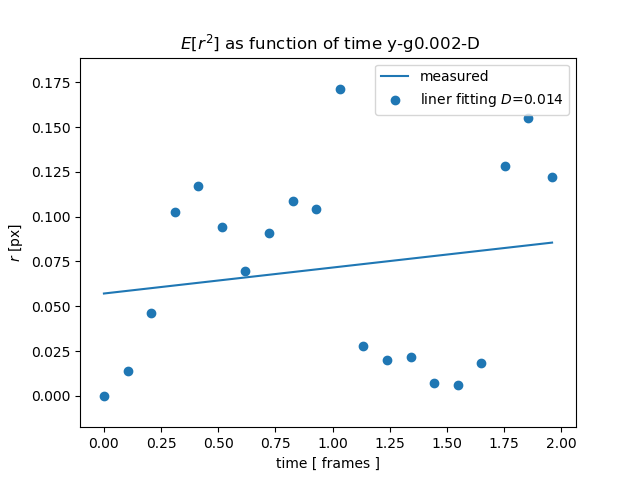 E[r²] as function of time y-g0.002-D
measured
liner fitting D=0.014
0.175
0.150
0.125
0.100
0.075
0.050
0.025
0.000
r [px]
0.00 0.25 0.50 0.75 1.00 1.25 1.50 1.75 2.00
time [ frames ]